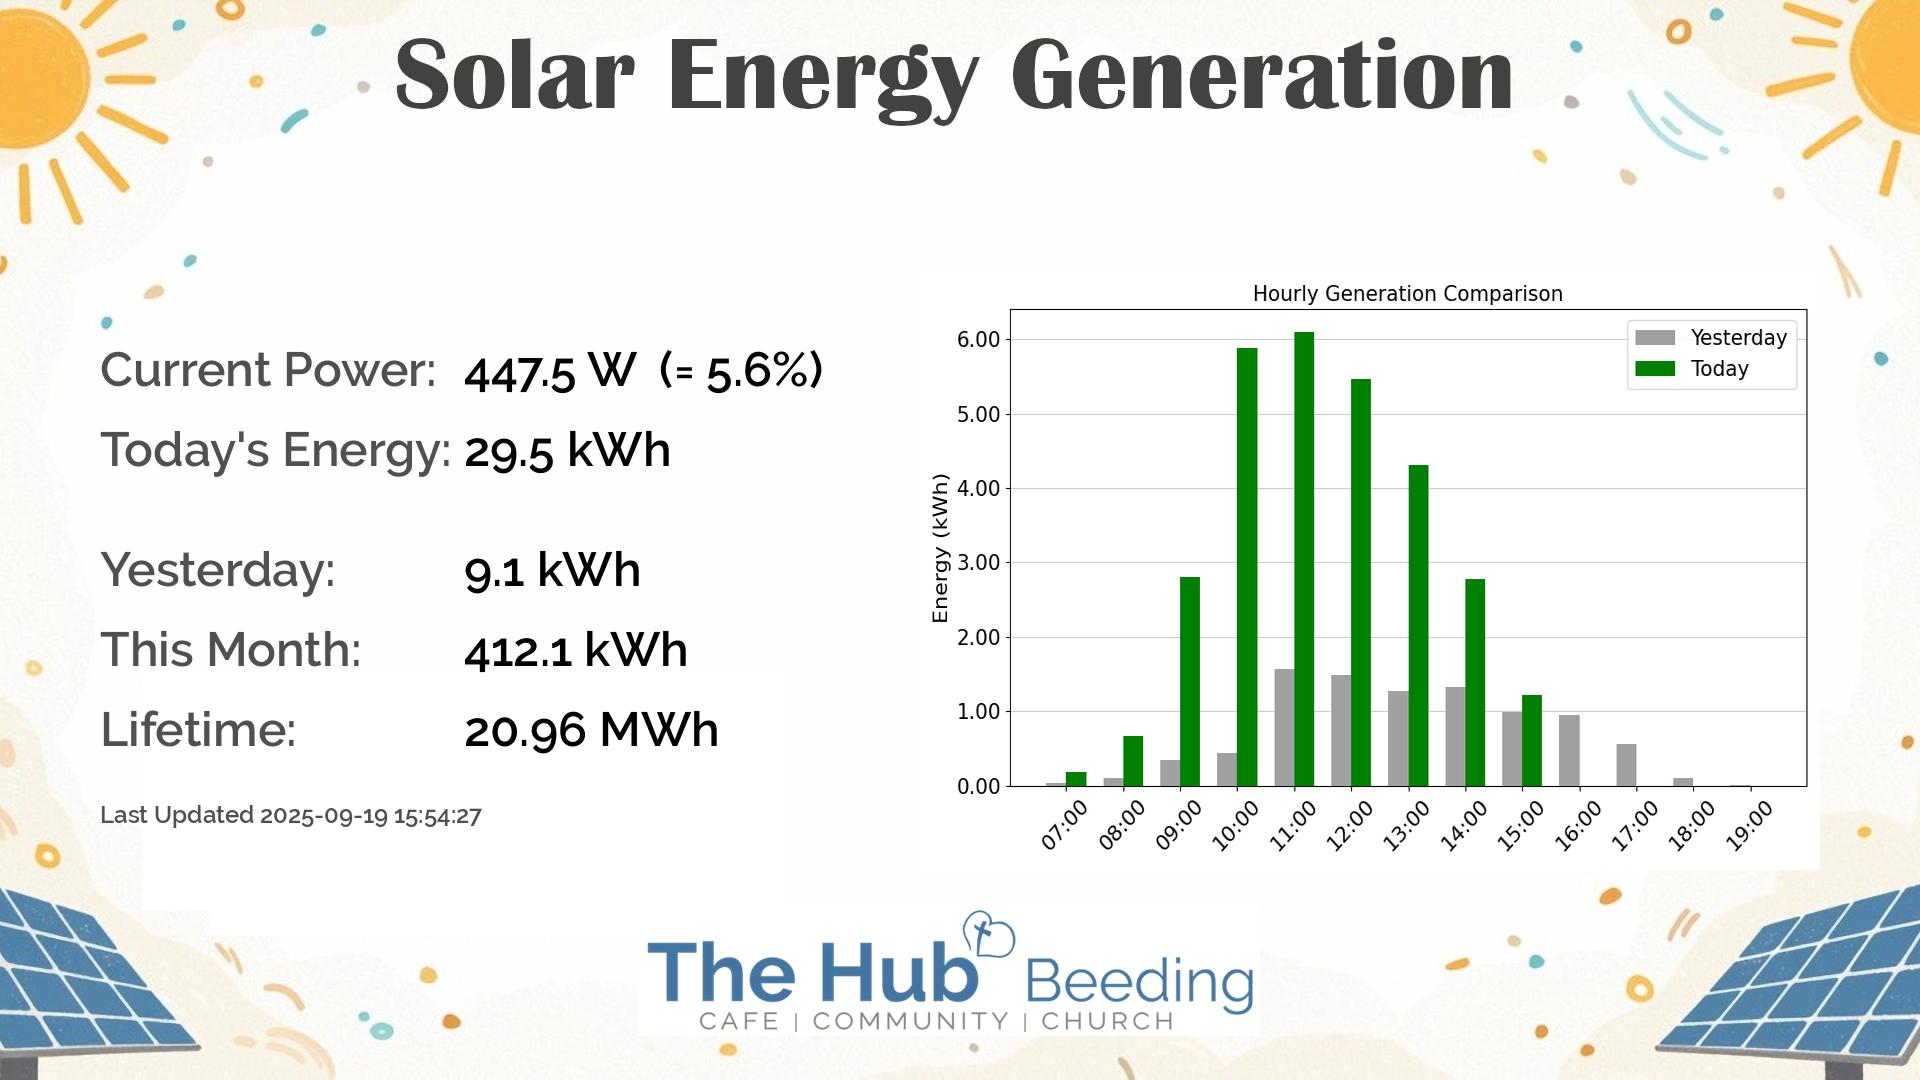 Solar Energy Generation
Current Power: 447.5 W (= 5.6%)
Today's Energy: 29.5 kWh
Yesterday: 9.1 kWh
This Month: 412.1 kWh
Lifetime: 20.96 MWh
Last Updated 2025-09-19 15:54:27
Hourly Generation Comparison
Yesterday
Today
Energy (kWh)
6.00
5.00
4.00
3.00
2.00
1.00
0.00
07:00 08:00 09:00 10:00 11:00 12:00 13:00 14:00 15:00 16:00 17:00 18:00 19:00
The Hub Beeding
CAFE | COMMUNITY | CHURCH